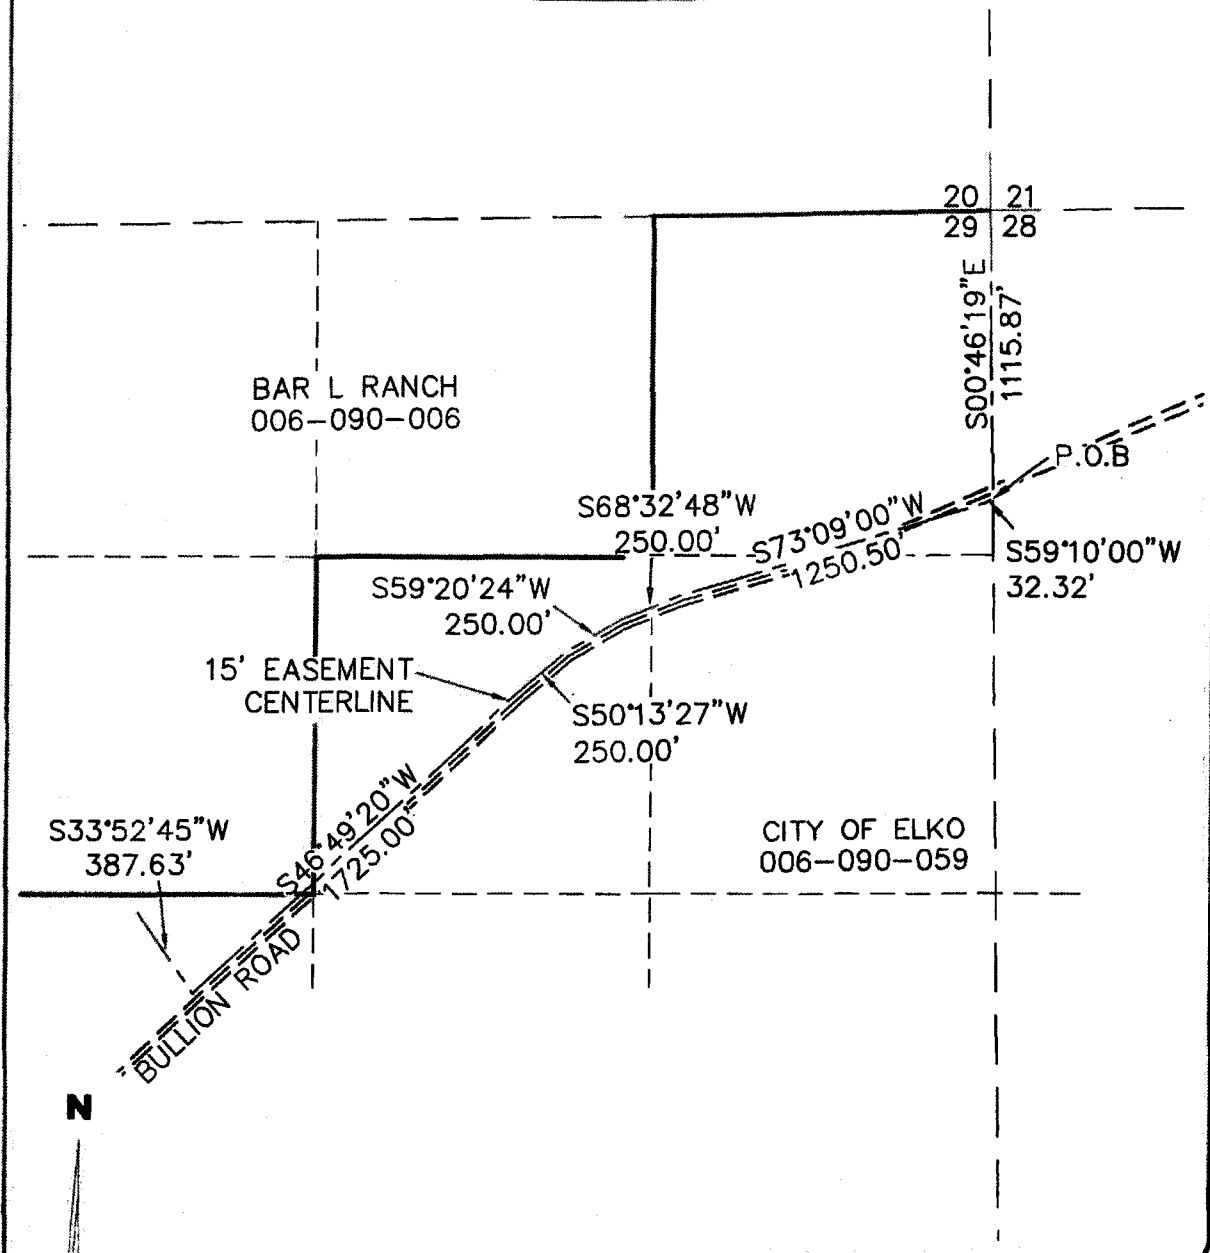 20 21
29 28
S00°46'19"E
1115.87'
BAR L RANCH
006-090-006
P.O.B
S68°32'48"W
250.00'
S73°09'00"W
1250.50'
S59°10'00"W
32.32'
S59°20'24"W
250.00'
15' EASEMENT
CENTERLINE
S50°13'27"W
250.00'
S46°49'20"W
1725.00'
S33°52'45"W
387.63'
CITY OF ELKO
006-090-059
BULLION ROAD
N